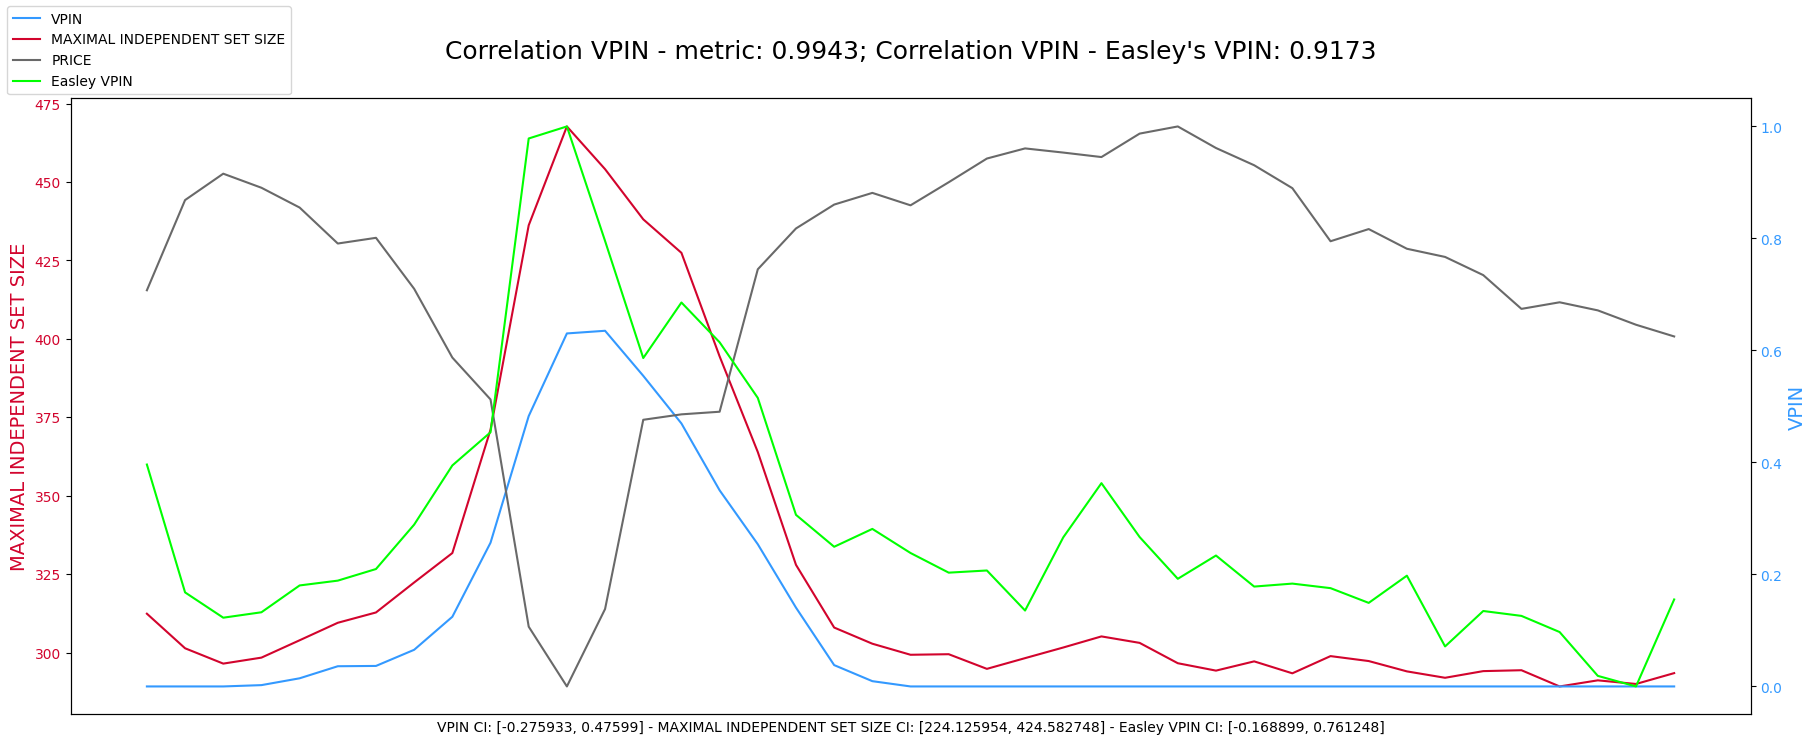 VPIN
MAXIMAL INDEPENDENT SET SIZE
PRICE
Easley VPIN
Correlation VPIN - metric: 0.9943; Correlation VPIN - Easley's VPIN: 0.9173
MAXIMAL INDEPENDENT SET SIZE
475
450
425
400
375
350
325
300
1.0
0.8
0.6
0.4
0.2
0.0
VPIN
VPIN CI: [-0.275933, 0.47599] - MAXIMAL INDEPENDENT SET SIZE CI: [224.125954, 424.582748] - Easley VPIN CI: [-0.168899, 0.761248]